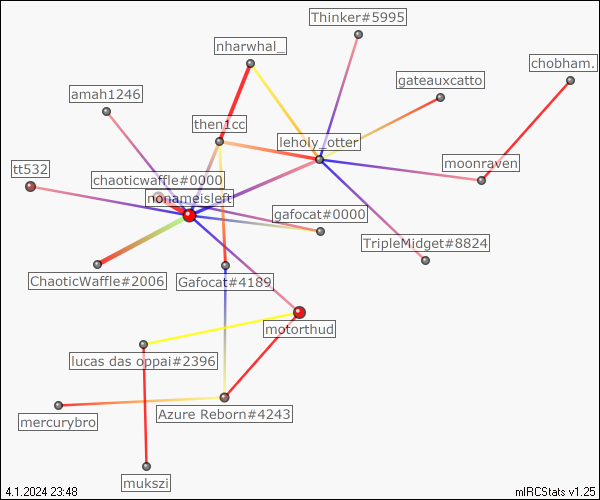 Thinker#5995
nharwhal_
chobham.
gateauxcatto
amah1246
then1cc
leholy_otter
moonraven
tt532
chaoticwaffle#0000
nonameisleft
gafocat#0000
TripleMidget#8824
ChaoticWaffle#2006
Gafocat#4189
motorthud
lucas das oppai#2396
Azure Reborn#4243
mercurybro
mukszi
4.1.2024 23:48
mIRCStats v1.25